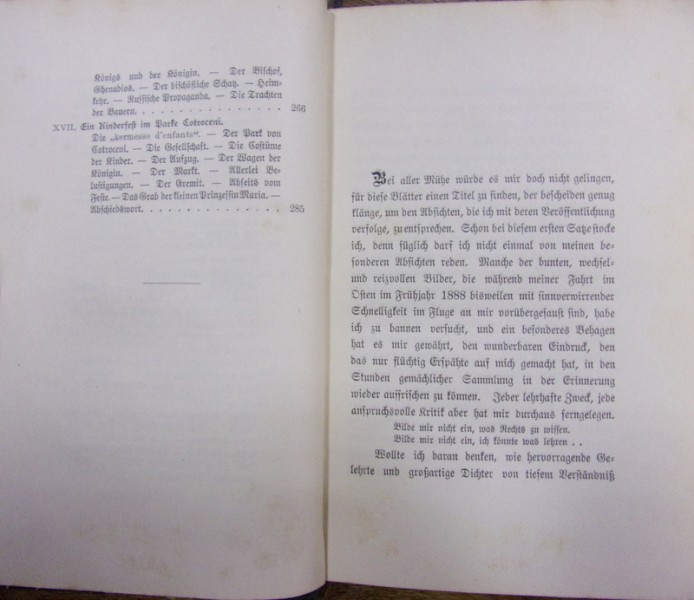 Königs und der Königin. — Der Bischof,
Ghenadios. — Der bischöfliche Schatz. — Heim-
kehr. — Russische Propaganda. — Die Trachten
der Bauern. . . . . . . . . . . . . . . . 266
XVII. Ein Kinderfest im Parke Cotroceni.
Die „kermesse d'enfants“. — Der Park von
Cotroceni. — Die Gesellschaft. — Die Costüme
der Kinder. — Der Aufzug. — Der Wagen der
Königin. — Der Markt. — Allerlei Be-
lustigungen. — Der Eremit. — Abseits vom
Feste. — Das Grab der kleinen Prinzessin Maria. —
Abschiedswort. . . . . . . . . . . . . . . . 285
Bei aller Mühe würde es mir doch nicht gelingen,
für diese Blätter einen Titel zu finden, der bescheiden genug
klänge, um den Absichten, die ich mit deren Veröffentlichung
verfolge, zu entsprechen. Schon bei diesem ersten Satze stocke
ich, denn füglich darf ich nicht einmal von meinen be-
sonderen Absichten reden. Manche der bunten, wechsel-
und reizvollen Bilder, die während meiner Fahrt im
Osten im Frühjahr 1888 bisweilen mit sinnverwirrender
Schnelligkeit im Fluge an mir vorübergesaust sind, habe
ich zu bannen versucht, und ein besonderes Behagen
hat es mir gewährt, den wunderbaren Eindruck, den
das nur flüchtig Erspähte auf mich gemacht hat, in den
Stunden gemächlicher Sammlung in der Erinnerung
wieder auffrischen zu können. Jeder lehrhafte Zweck, jede
anspruchsvolle Kritik aber hat mir durchaus ferngelegen.
Bilde mir nicht ein, was Rechts zu wissen.
Bilde mir nicht ein, ich könnte was lehren . .
Wollte ich daran denken, wie hervorragende Ge-
lehrte und großartige Dichter von tiefem Verständniß